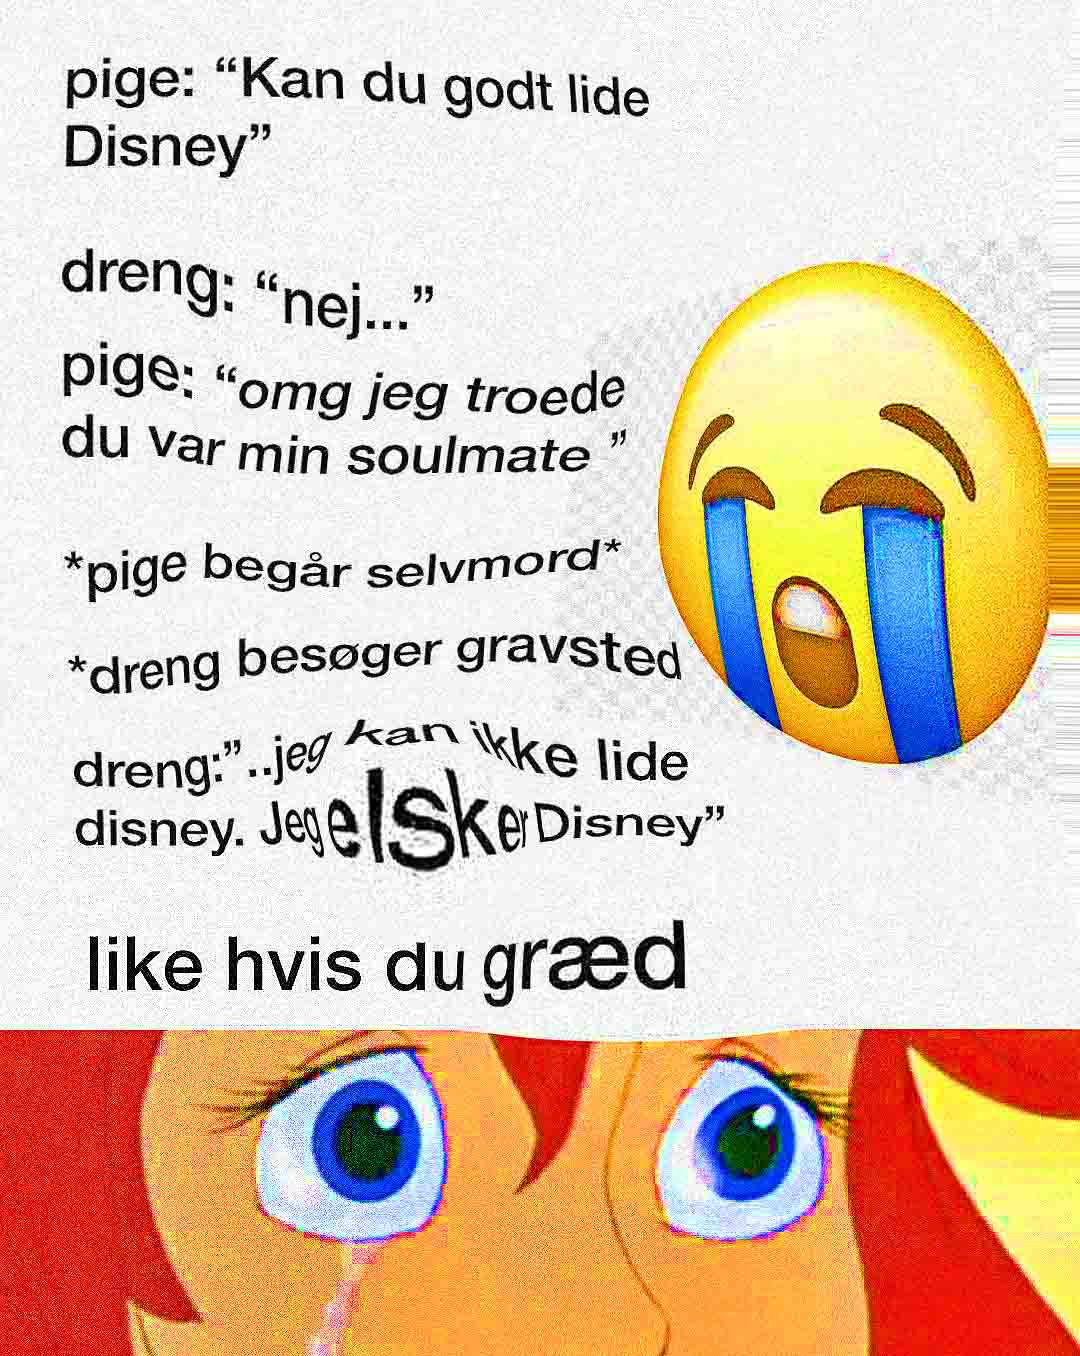 pige: “Kan du godt lide
Disney”
dreng: “nej...”
pige: “omg jeg troede
du var min soulmate ”
*pige begår selvmord*
*dreng besøger gravsted
dreng:”..jeg kan ikke lide
disney. Jeg elsker Disney”
like hvis du græd